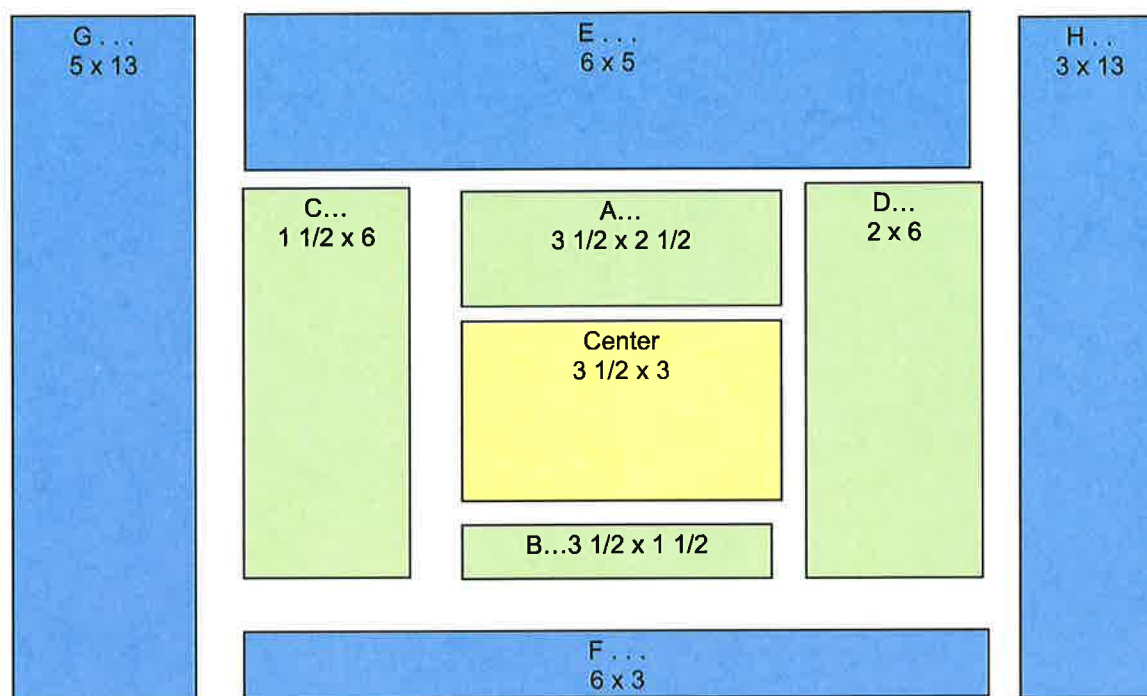 G . . .
5 x 13
E . . .
6 x 5
H . .
3 x 13
C...
1 1/2 x 6
A...
3 1/2 x 2 1/2
D...
2 x 6
Center
3 1/2 x 3
B...3 1/2 x 1 1/2
F . . .
6 x 3